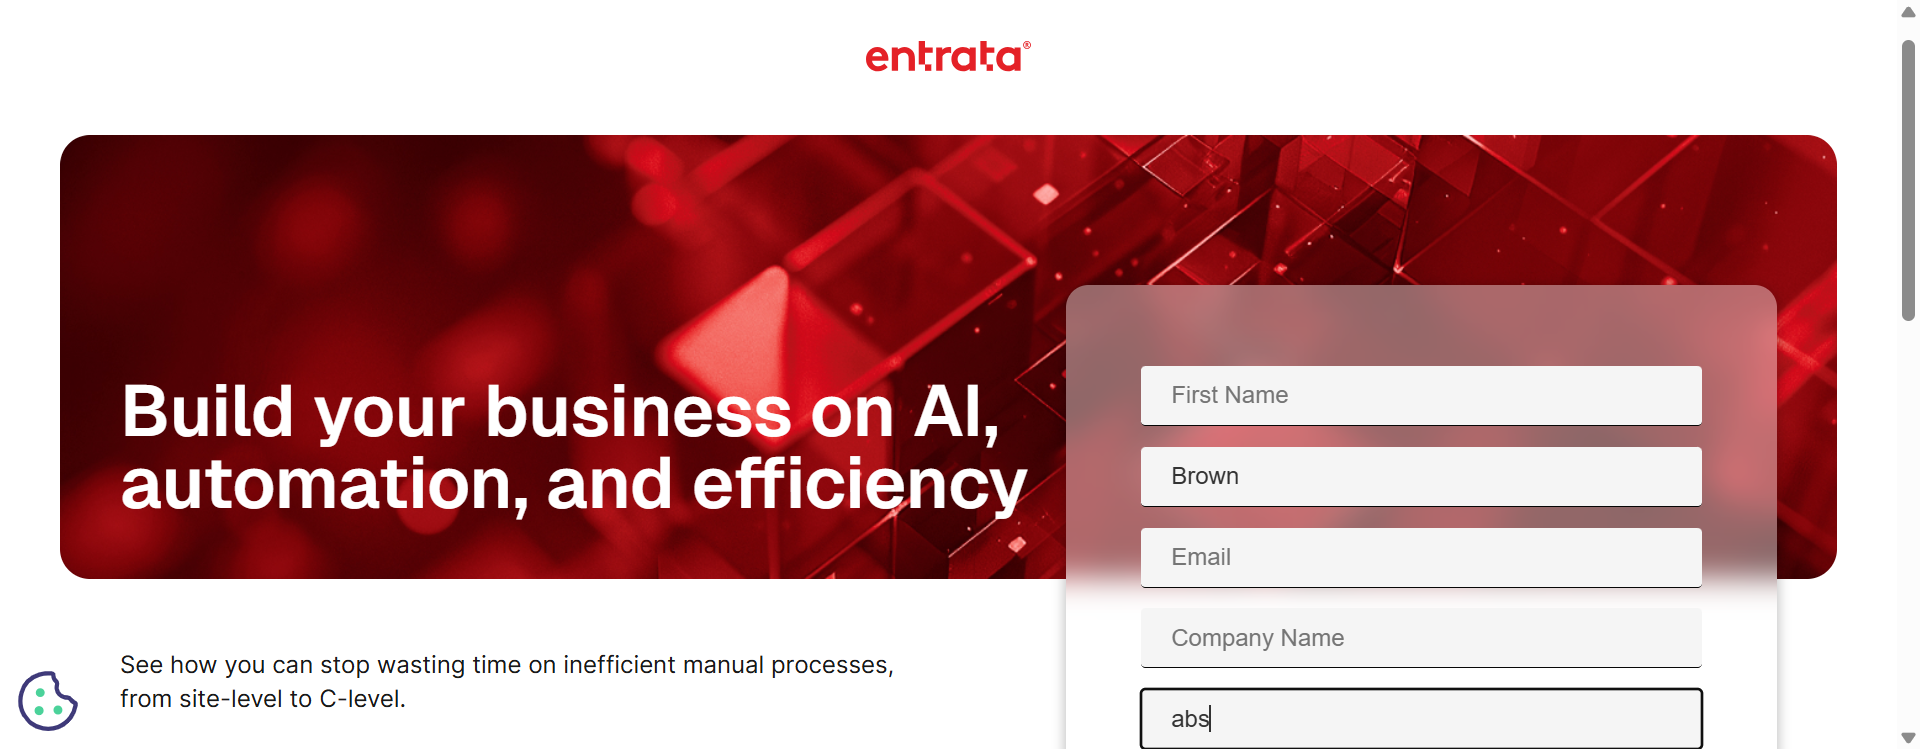 entrata®
Build your business on AI,
automation, and efficiency
First Name
Brown
Email
Company Name
abs
See how you can stop wasting time on inefficient manual processes,
from site-level to C-level.